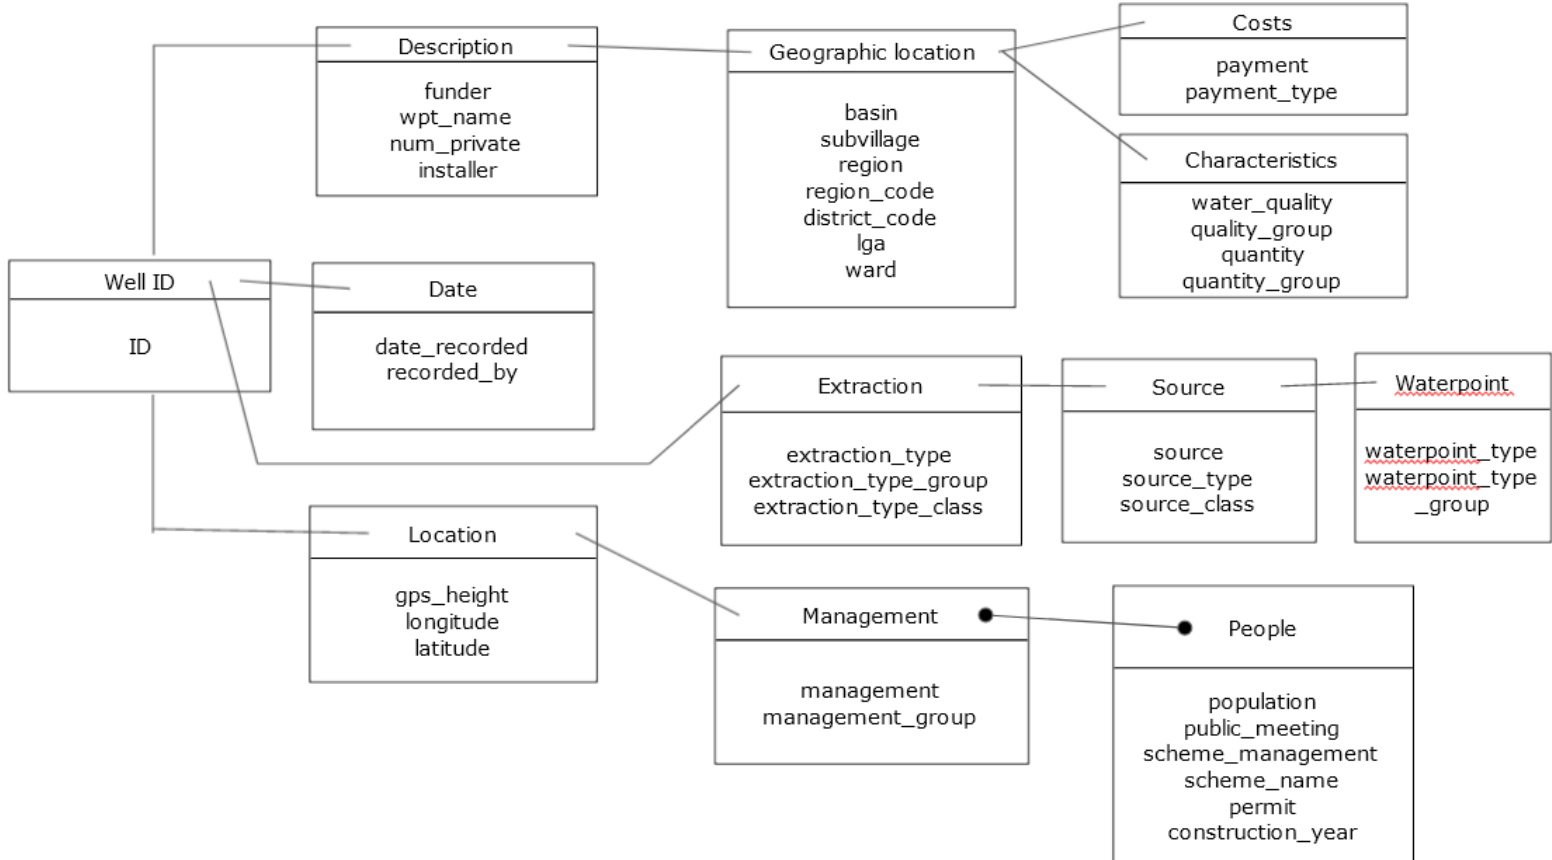 Description
funder
wpt_name
num_private
installer
Geographic location
basin
subvillage
region
region_code
district_code
lga
ward
Costs
payment
payment_type
Characteristics
water_quality
quality_group
quantity
quantity_group
Well ID
ID
Date
date_recorded
recorded_by
Extraction
extraction_type
extraction_type_group
extraction_type_class
Source
source
source_type
source_class
Waterpoint
waterpoint_type
waterpoint_type
_group
Location
gps_height
longitude
latitude
Management
management
management_group
People
population
public_meeting
scheme_management
scheme_name
permit
construction_year